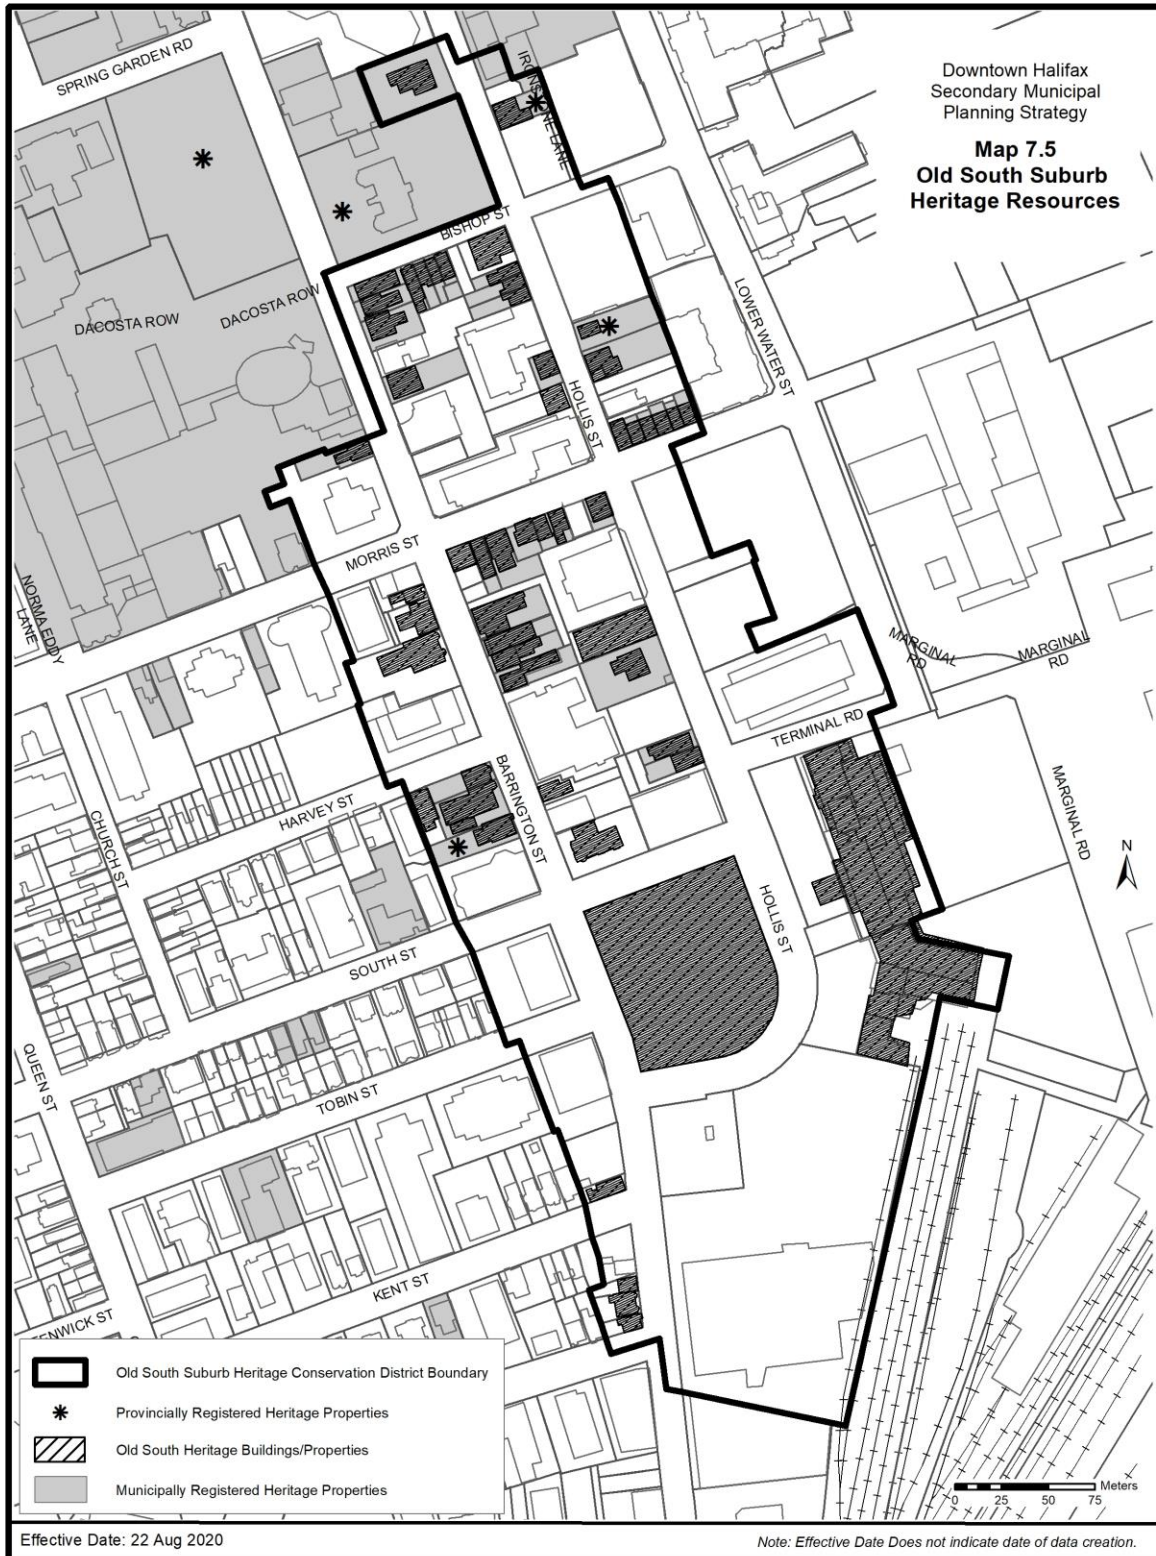 Downtown Halifax
Secondary Municipal
Planning Strategy
Map 7.5
Old South Suburb
Heritage Resources
SPRING GARDEN RD
IRONSTONE LANE
BISHOP ST
DACOSTA ROW
DACOSTA ROW
LOWER WATER ST
HOLLIS ST
MORRIS ST
NORMA EDDY
LANE
MARGINAL
RD
MARGINAL
RD
TERMINAL RD
BARRINGTON ST
HARVEY ST
CHURCH ST
MARGINAL RD
N
HOLLIS ST
SOUTH ST
QUEEN ST
TOBIN ST
KENT ST
ENWICK ST
Old South Suburb Heritage Conservation District Boundary
Provincially Registered Heritage Properties
Old South Heritage Buildings/Properties
Municipally Registered Heritage Properties
Meters
0 25 50 75
Effective Date: 22 Aug 2020
Note: Effective Date Does not indicate date of data creation.